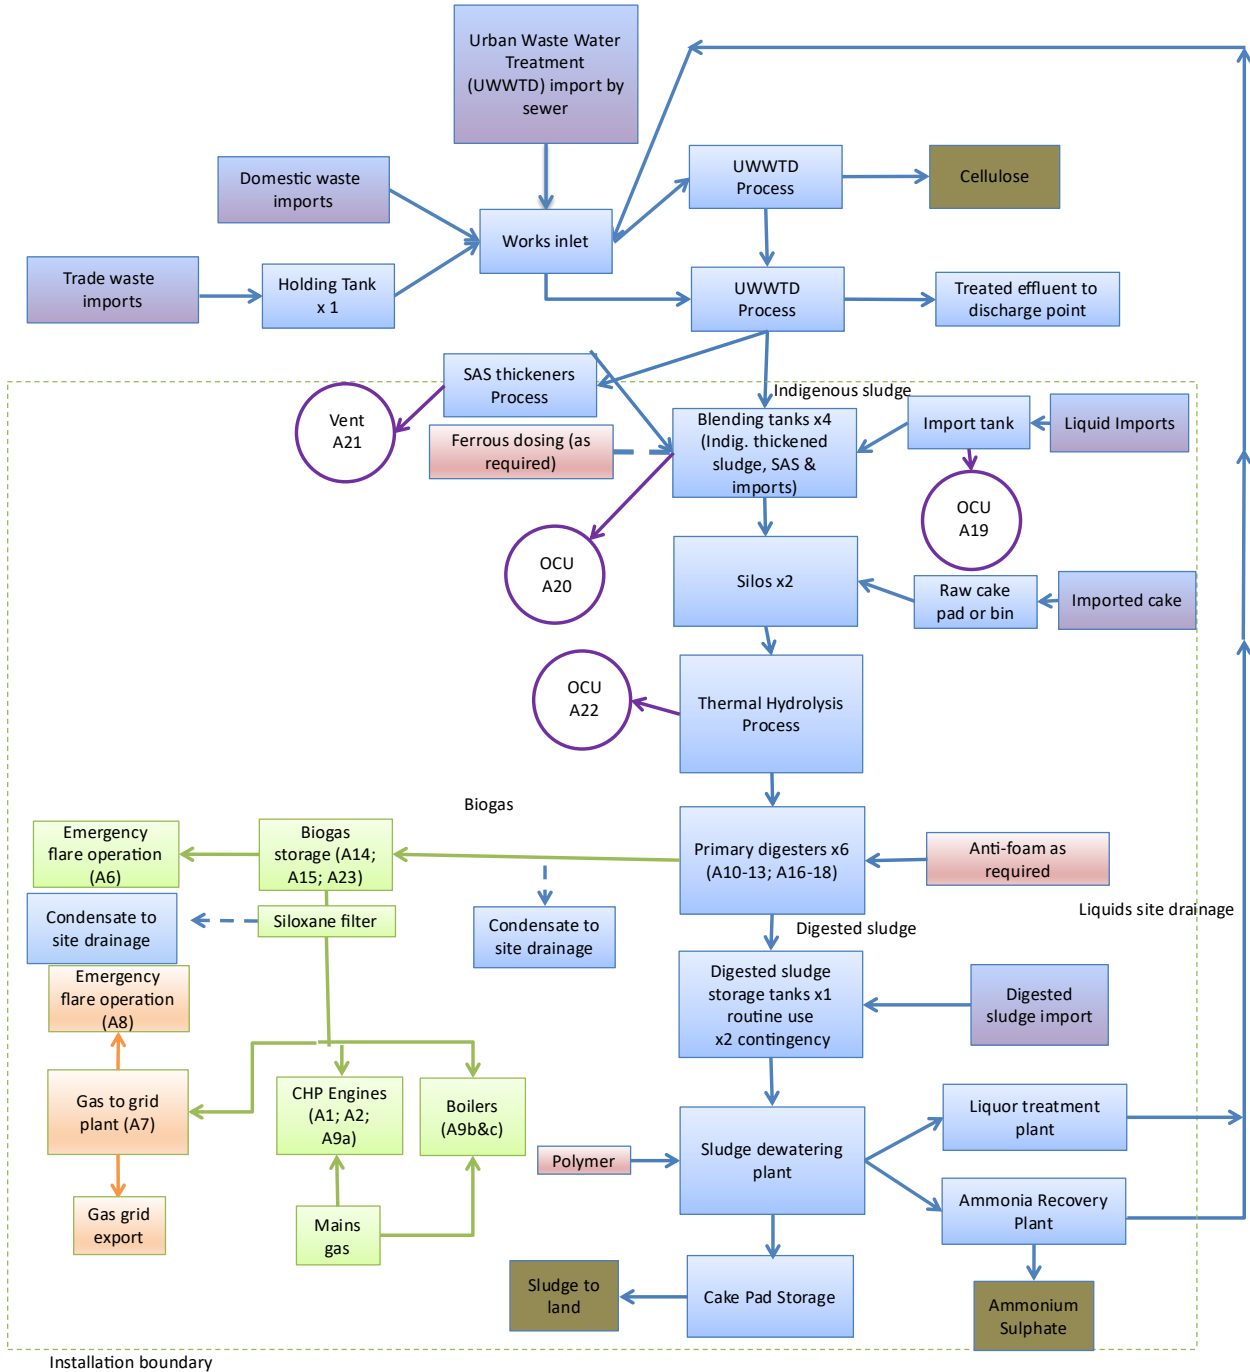 Urban Waste Water
Treatment
(UWWTD) import by
sewer
Domestic waste
imports
UWWTD
Process
Cellulose
Works inlet
Trade waste
imports
Holding Tank
x 1
UWWTD
Process
Treated effluent to
discharge point
SAS thickeners
Process
Indigenous sludge
Vent
A21
Ferrous dosing (as
required)
Blending tanks x4
(Indig. thickened
sludge, SAS &
imports)
Import tank
Liquid Imports
OCU
A19
OCU
A20
Silos x2
Raw cake
pad or bin
Imported cake
OCU
A22
Thermal Hydrolysis
Process
Biogas
Emergency
flare operation
(A6)
Biogas
storage (A14;
A15; A23)
Primary digesters x6
(A10-13; A16-18)
Anti-foam as
required
Condensate to
site drainage
Siloxane filter
Condensate to
site drainage
Digested sludge
Liquids site drainage
Emergency
flare operation
(A8)
Digested sludge
storage tanks x1
routine use
x2 contingency
Digested
sludge import
Gas to grid
plant (A7)
CHP Engines
(A1; A2;
A9a)
Boilers
(A9b&c)
Polymer
Sludge dewatering
plant
Liquor treatment
plant
Ammonia Recovery
Plant
Gas grid
export
Mains
gas
Sludge to
land
Cake Pad Storage
Ammonium
Sulphate
Installation boundary